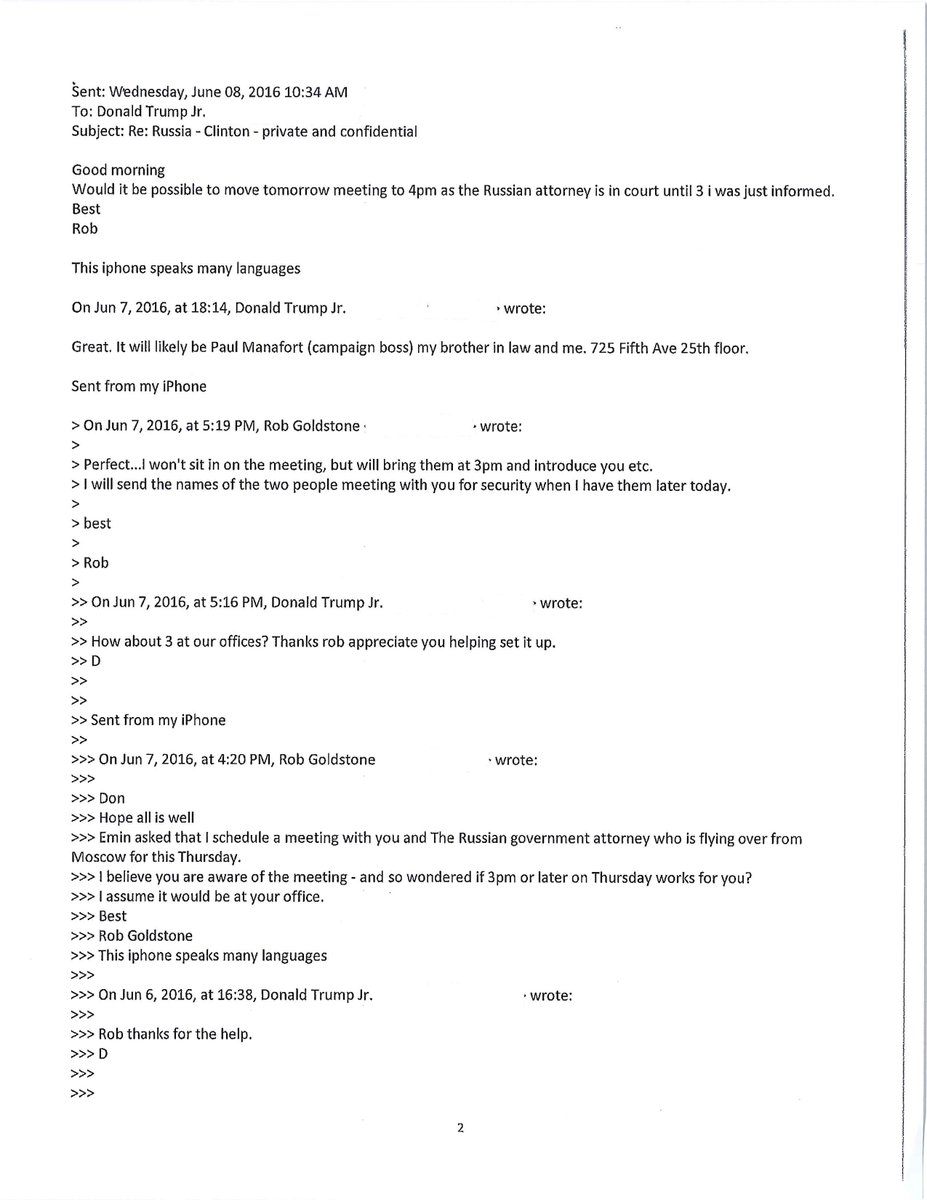 Sent: Wednesday, June 08, 2016 10:34 AM
To: Donald Trump Jr.
Subject: Re: Russia - Clinton - private and confidential
Good morning
Would it be possible to move tomorrow meeting to 4pm as the Russian attorney is in court until 3 i was just informed.
Best
Rob
This iphone speaks many languages
On Jun 7, 2016, at 18:14, Donald Trump Jr. wrote:
Great. It will likely be Paul Manafort (campaign boss) my brother in law and me. 725 Fifth Ave 25th floor.
Sent from my iPhone
> On Jun 7, 2016, at 5:19 PM, Rob Goldstone wrote:
>
> Perfect...I won't sit in on the meeting, but will bring them at 3pm and introduce you etc.
> I will send the names of the two people meeting with you for security when I have them later today.
>
> best
>
> Rob
>
>> On Jun 7, 2016, at 5:16 PM, Donald Trump Jr. wrote:
>>
>> How about 3 at our offices? Thanks rob appreciate you helping set it up.
>> D
>>
>>
>> Sent from my iPhone
>>
>>> On Jun 7, 2016, at 4:20 PM, Rob Goldstone wrote:
>>>
>>> Don
>>> Hope all is well
>>> Emin asked that I schedule a meeting with you and The Russian government attorney who is flying over from
Moscow for this Thursday.
>>> I believe you are aware of the meeting - and so wondered if 3pm or later on Thursday works for you?
>>> I assume it would be at your office.
>>> Best
>>> Rob Goldstone
>>> This iphone speaks many languages
>>>
>>> On Jun 6, 2016, at 16:38, Donald Trump Jr. wrote:
>>>
>>> Rob thanks for the help.
>>> D
>>>
>>>
2